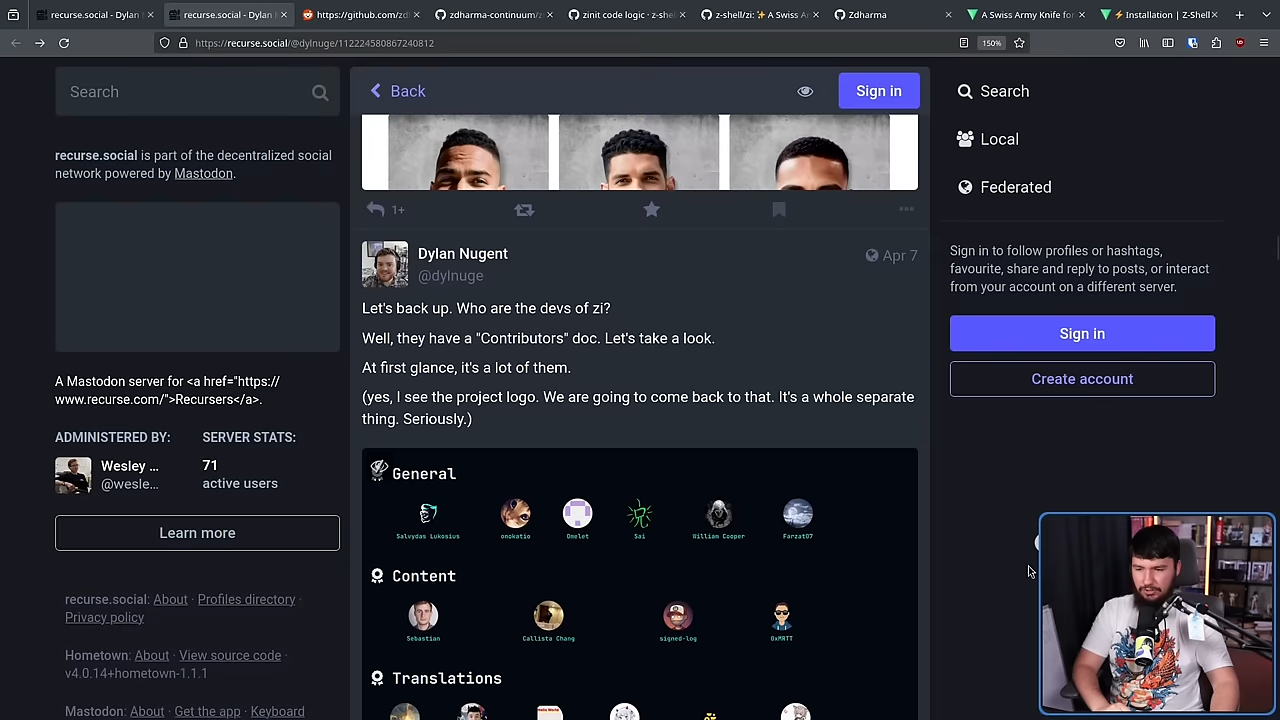 recurse.social - Dylan
recurse.social - Dylan I
https://github.com/zdh
zdharma-continuum/z
zinit code logic · z-she
z-shell/zi: ✨ A Swiss Ar
Zdharma
A Swiss Army Knife for
⚡ Installation | Z-Shell
https://recurse.social/@dylnuge/112224580867240812
150%
Search
recurse.social is part of the decentralized social
network powered by Mastodon.
A Mastodon server for <a href="https://
www.recurse.com/">Recursers</a>.
ADMINISTERED BY:
Wesley ...
@wesle...
SERVER STATS:
71
active users
Learn more
recurse.social: About · Profiles directory ·
Privacy policy
Hometown: About · View source code ·
v4.0.14+hometown-1.1.1
Mastodon: About · Get the app · Keyboard
Back
Sign in
1+
Dylan Nugent
@dylnuge
Apr 7
Let's back up. Who are the devs of zi?
Well, they have a "Contributors" doc. Let's take a look.
At first glance, it's a lot of them.
(yes, I see the project logo. We are going to come back to that. It's a whole separate
thing. Seriously.)
General
Salvydas Lukosius
onokatio
Omelet
Sai
William Cooper
Farzat07
Content
Sebastian
Callista Chang
signed-log
0xMRTT
Translations
Search
Local
Federated
Sign in to follow profiles or hashtags,
favourite, share and reply to posts, or interact
from your account on a different server.
Sign in
Create account